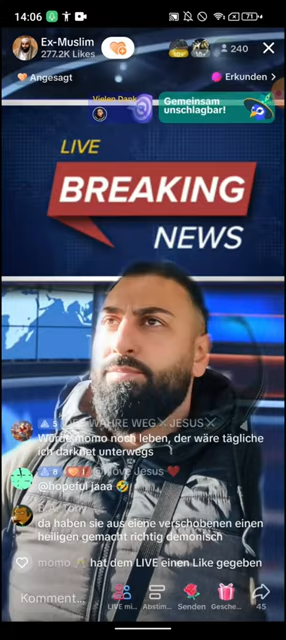 14:06
71
Ex-Muslim
277.2K Likes
240
Angesagt
Erkunden >
Vielen Dank
Gemeinsam
unschlagbar!
LIVE
BREAKING
NEWS
WAHRE WEG⚔JESUS⚔
momo noch leben, der wäre tägliche
ich darknet unterwegs
8 love Jesus ❤️
@hopeful jaaa 🤣
da haben sie aus eiene verschobenen einen
heiligen gemacht richtig demonisch
momo hat dem LIVE einen Like gegeben
Komment...
LIVE mi...
Abstim...
Senden
Gesche...
45